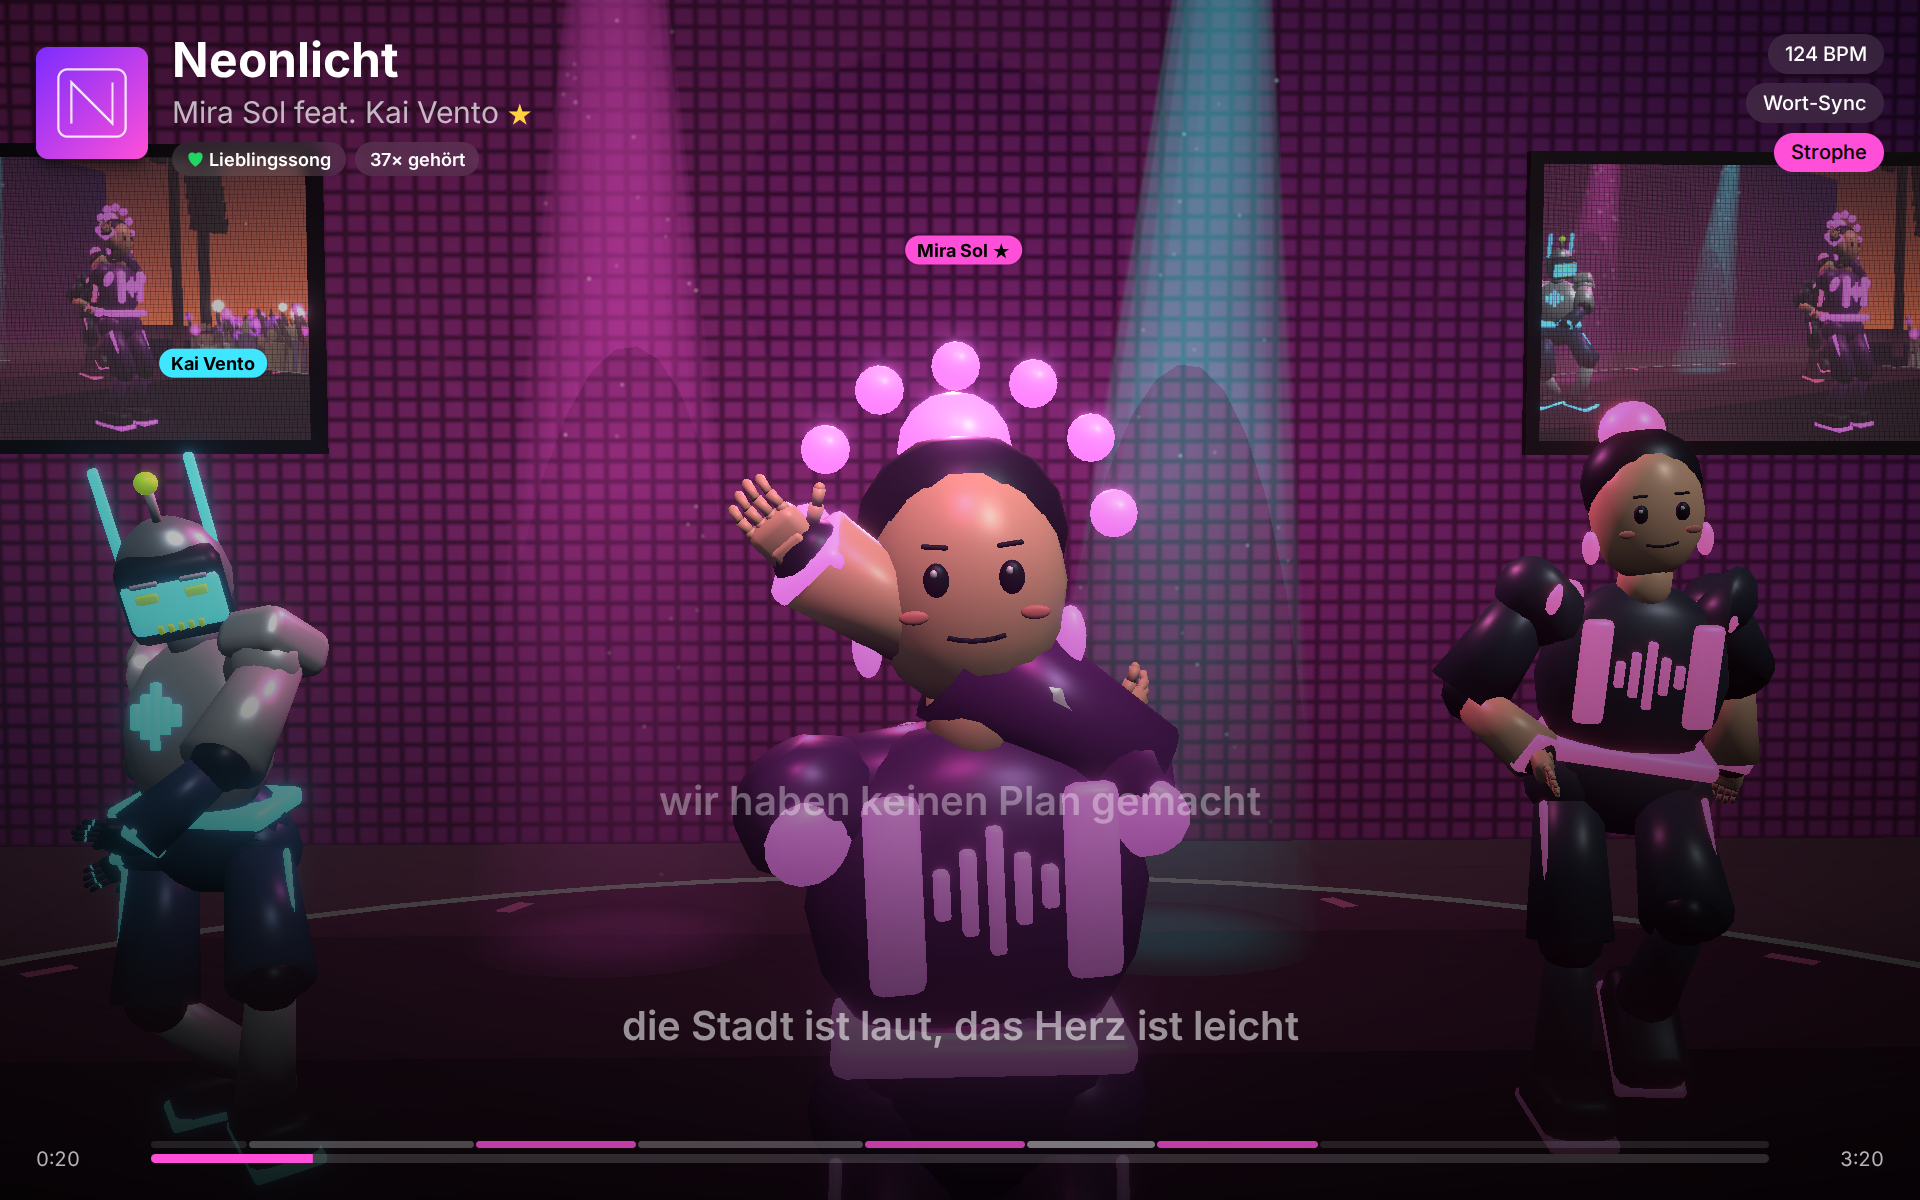 Neonlicht
Mira Sol feat. Kai Vento ★
Lieblingssong
37× gehört
124 BPM
Wort-Sync
Strophe
N
Mira Sol ★
Kai Vento
wir haben keinen Plan gemacht
die Stadt ist laut, das Herz ist leicht
0:20
3:20